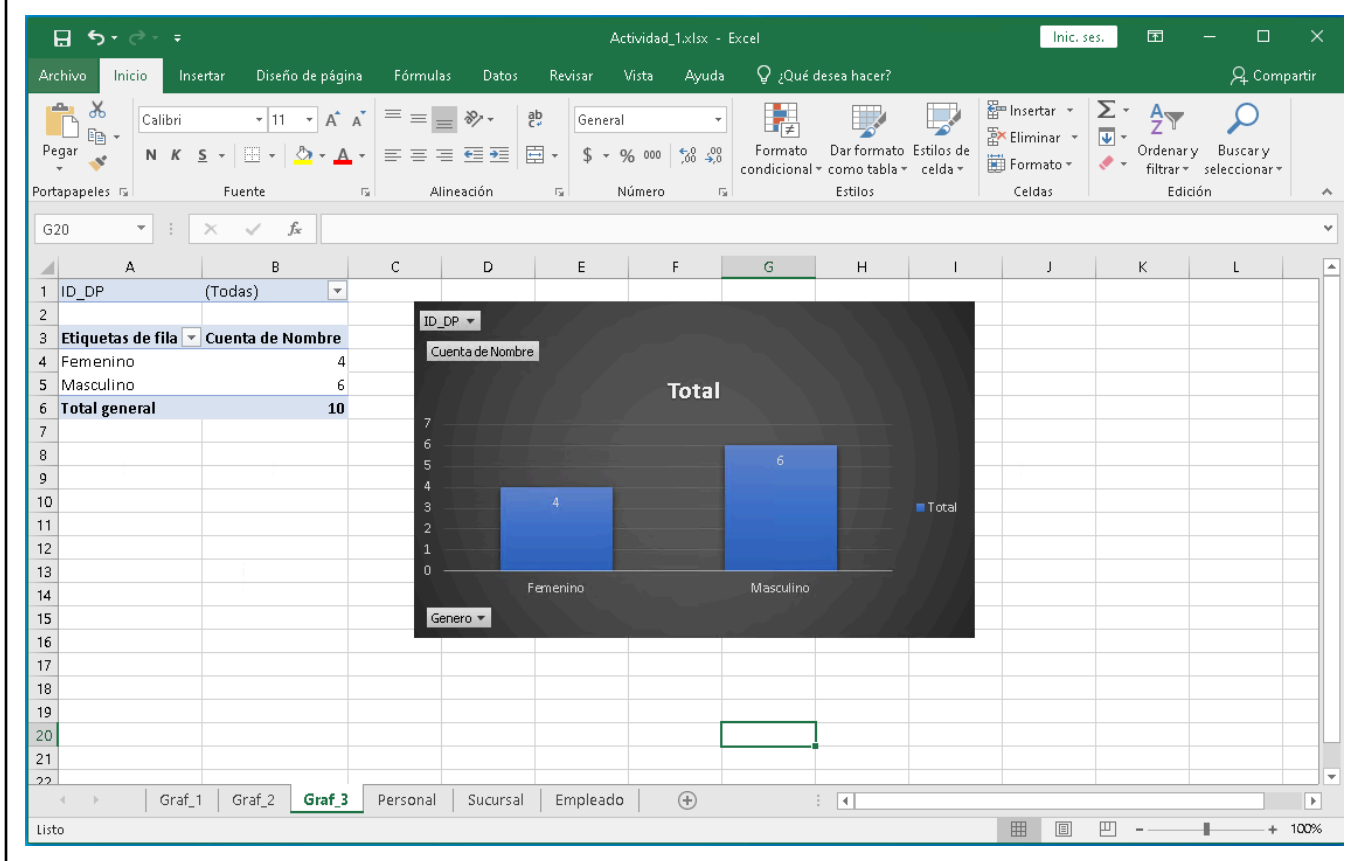 Actividad_1.xlsx - Excel
Inic. ses.
Archivo Inicio Insertar Diseño de página Fórmulas Datos Revisar Vista Ayuda ¿Qué desea hacer? Compartir
Pegar
Calibri 11 A A
N K S A
ab
General
$ % 000
Formato condicional
Dar formato como tabla
Estilos de celda
Insertar
Eliminar
Formato
Ordenar y filtrar
Buscar y seleccionar
Portapapeles Fuente Alineación Número Estilos Celdas Edición
G20 fx
A B C D E F G H I J K L
1 ID_DP (Todas)
2
3 Etiquetas de fila Cuenta de Nombre
4 Femenino 4
5 Masculino 6
6 Total general 10
7
8
9
10
11
12
13
14
15
16
17
18
19
20
21
22
ID_DP
Cuenta de Nombre
Total
7
6
5
4
3
2
1
0
4
6
Total
Femenino Masculino
Genero
Graf_1 Graf_2 Graf_3 Personal Sucursal Empleado
Listo 100%